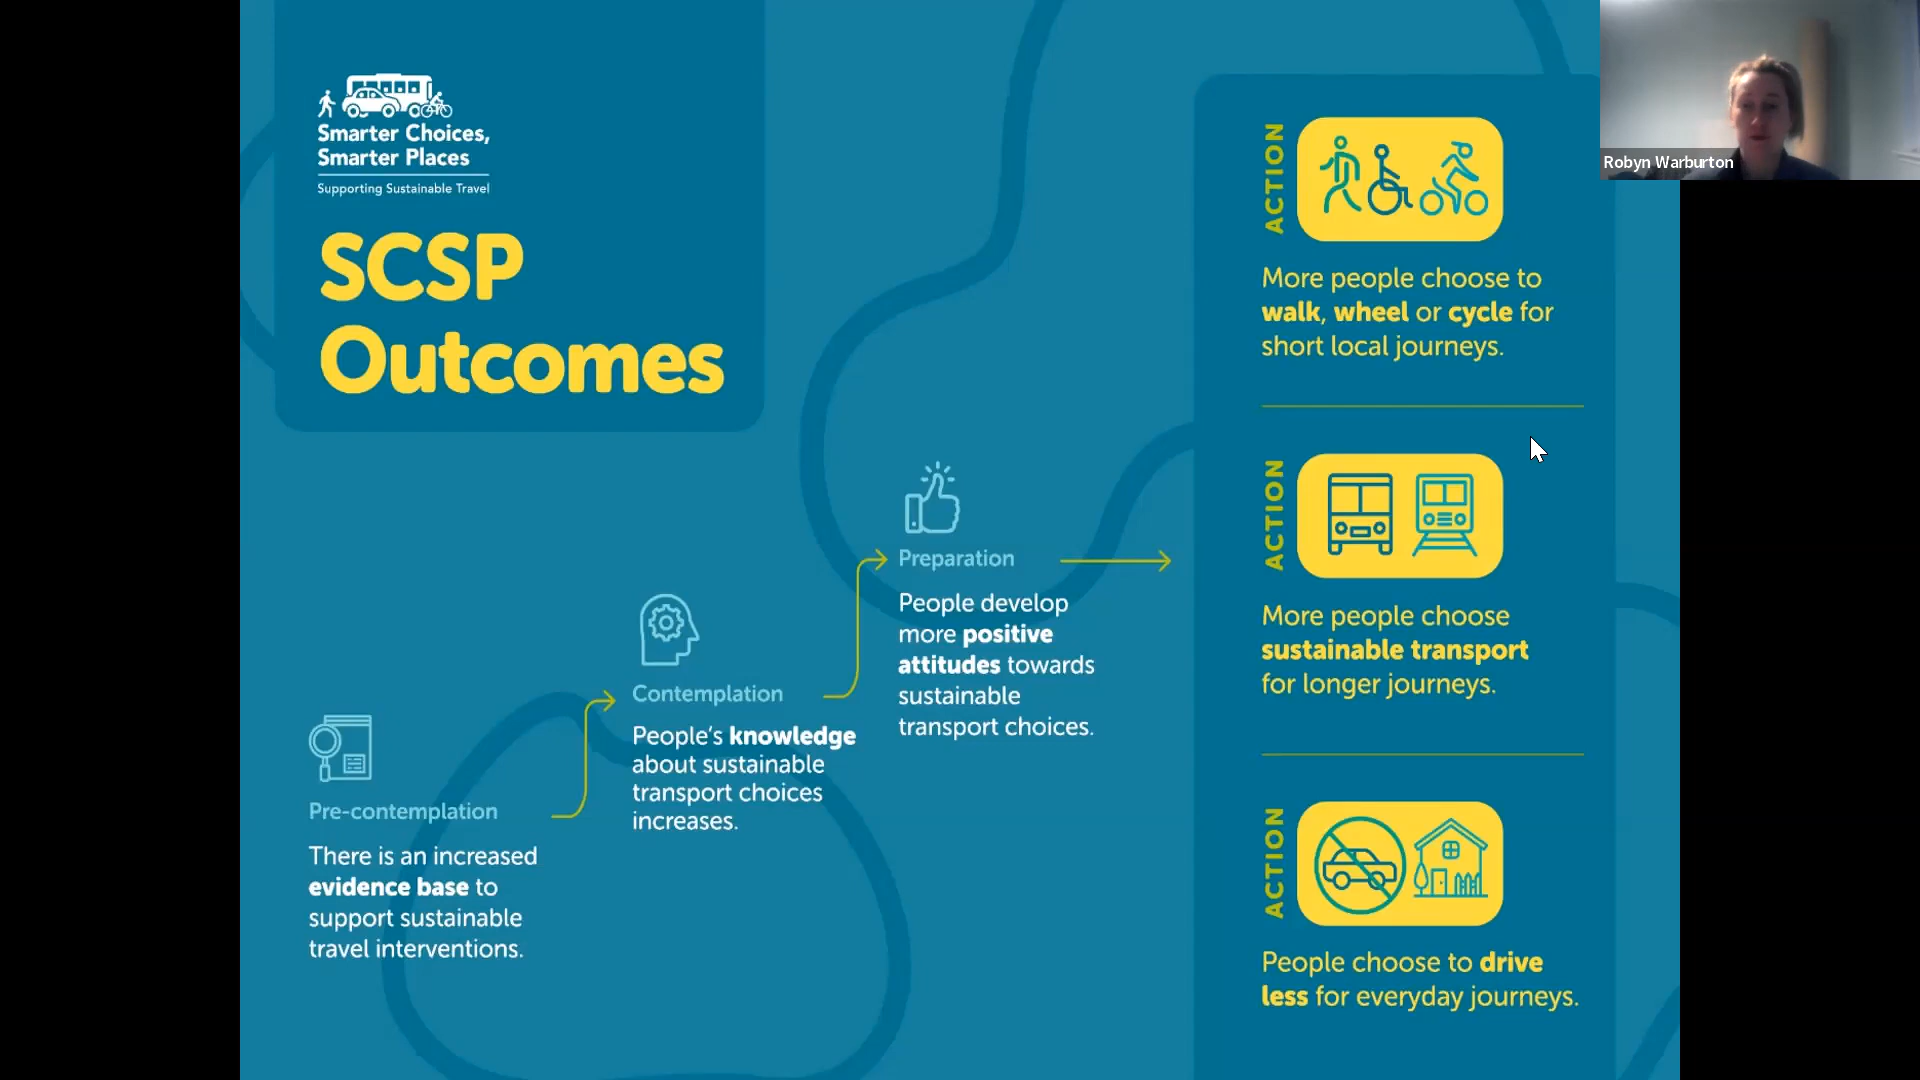 Smarter Choices,
Smarter Places
Supporting Sustainable Travel
SCSP
Outcomes
Pre-contemplation
There is an increased
evidence base to
support sustainable
travel interventions.
Contemplation
People's knowledge
about sustainable
transport choices
increases.
Preparation
People develop
more positive
attitudes towards
sustainable
transport choices.
ACTION
More people choose to
walk, wheel or cycle for
short local journeys.
ACTION
More people choose
sustainable transport
for longer journeys.
ACTION
People choose to drive
less for everyday journeys.
Robyn Warburton